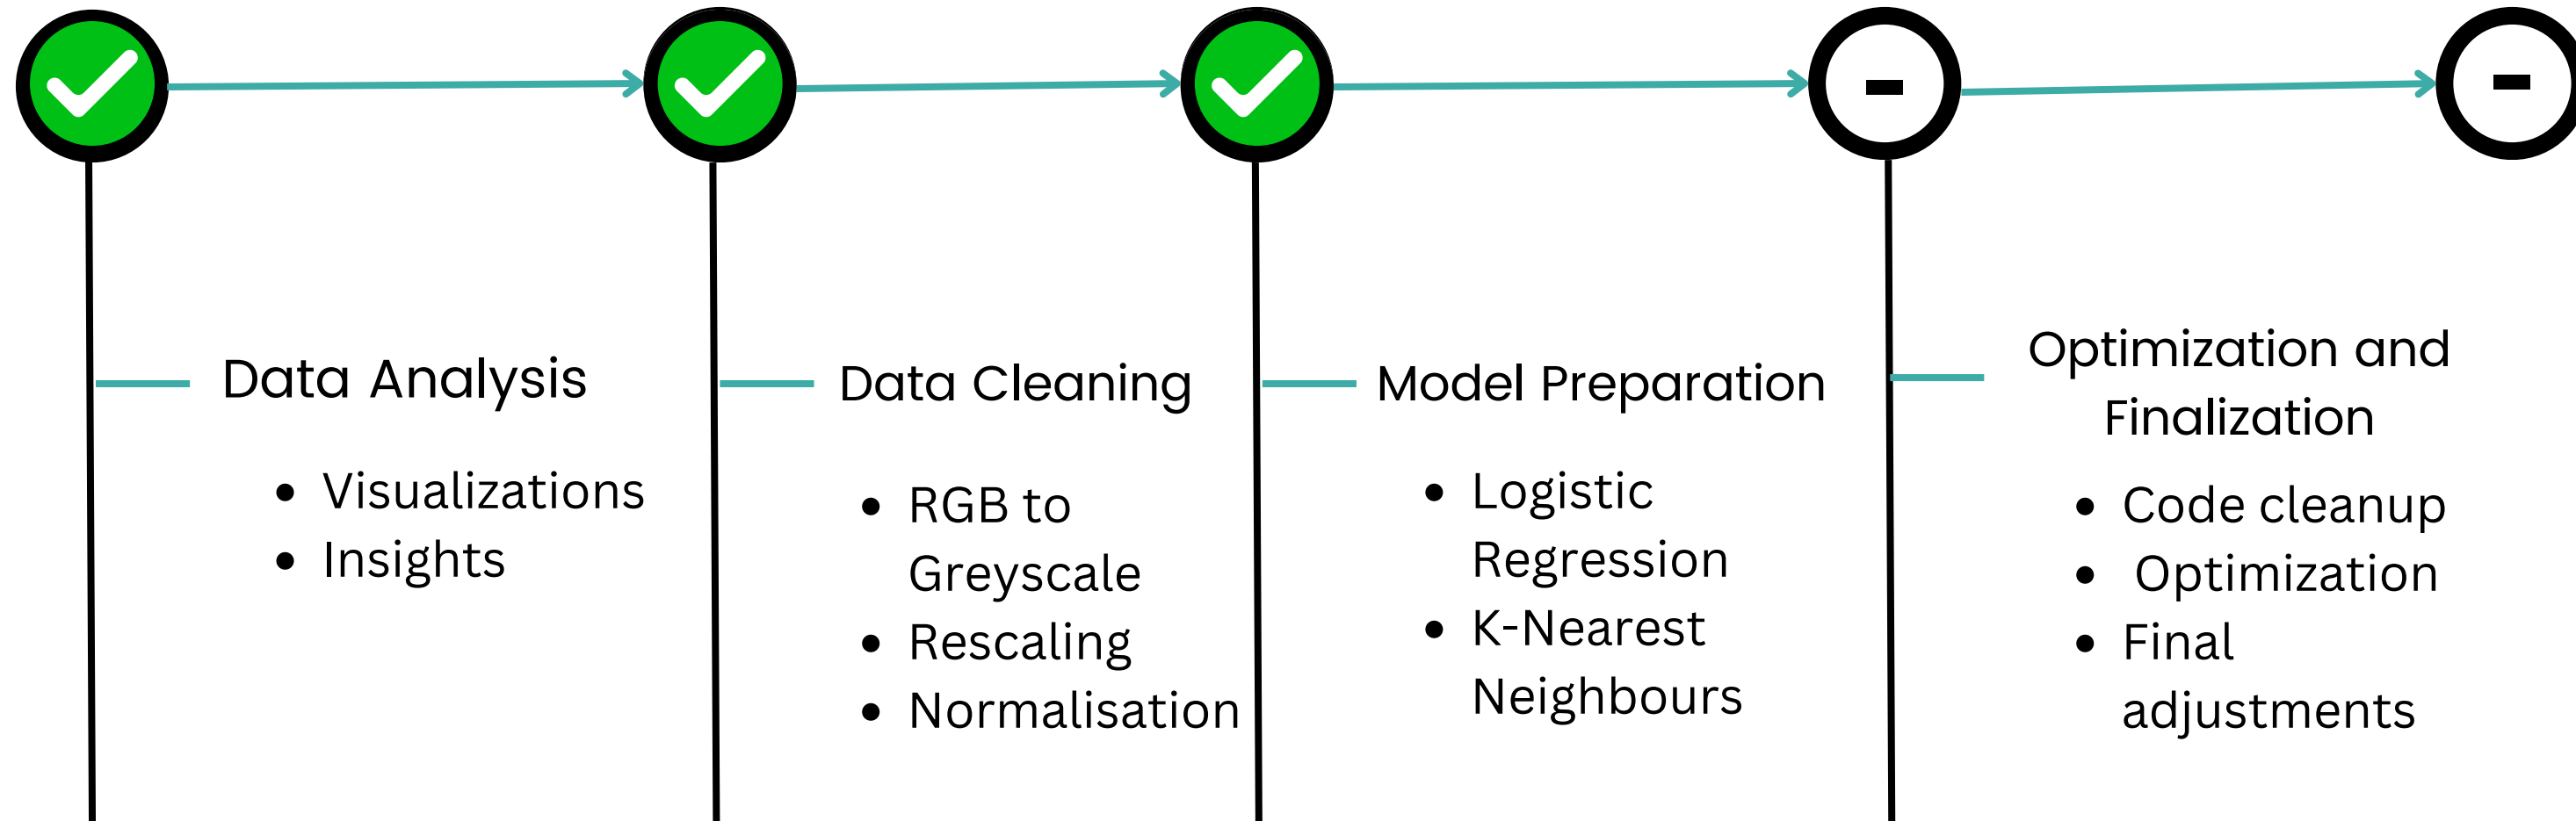 Data Analysis
• Visualizations
• Insights
Data Cleaning
• RGB to
Greyscale
• Rescaling
• Normalisation
Model Preparation
• Logistic
Regression
• K-Nearest
Neighbours
Optimization and
Finalization
• Code cleanup
• Optimization
• Final
adjustments